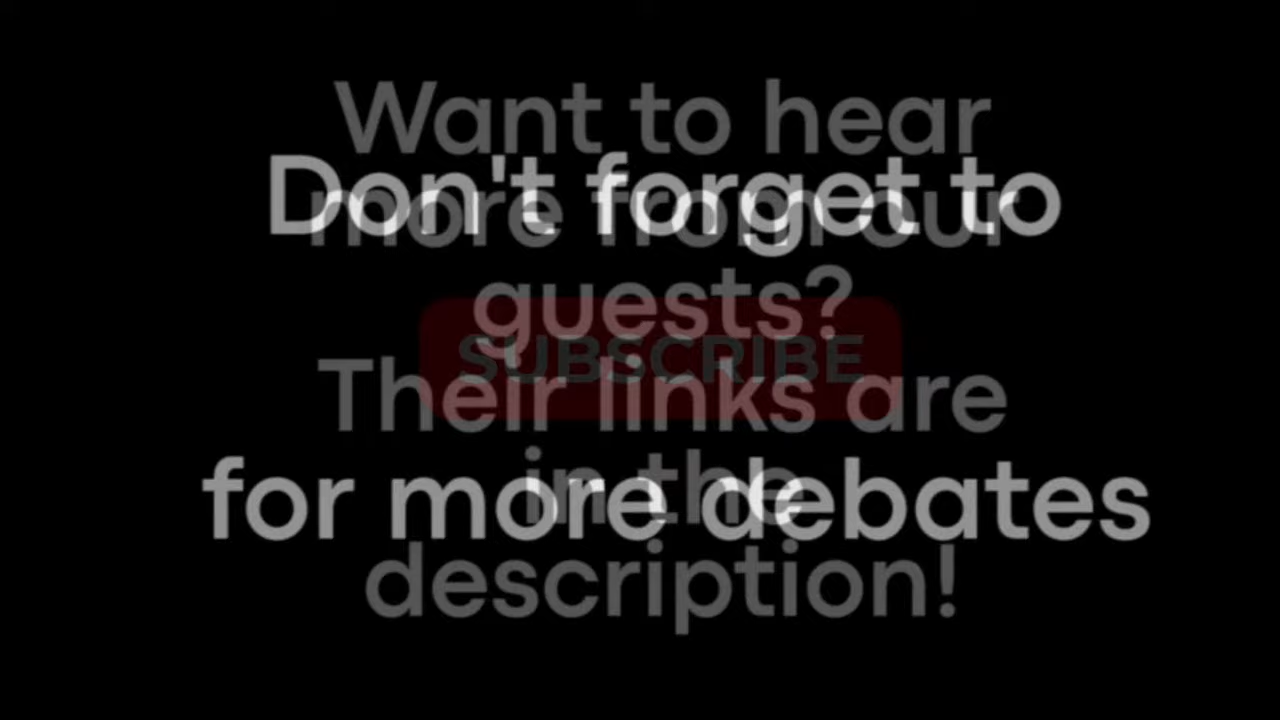 Want to hear
more from our
guests?
Their links are
in the
description!
Don't forget to
SUBSCRIBE
for more debates